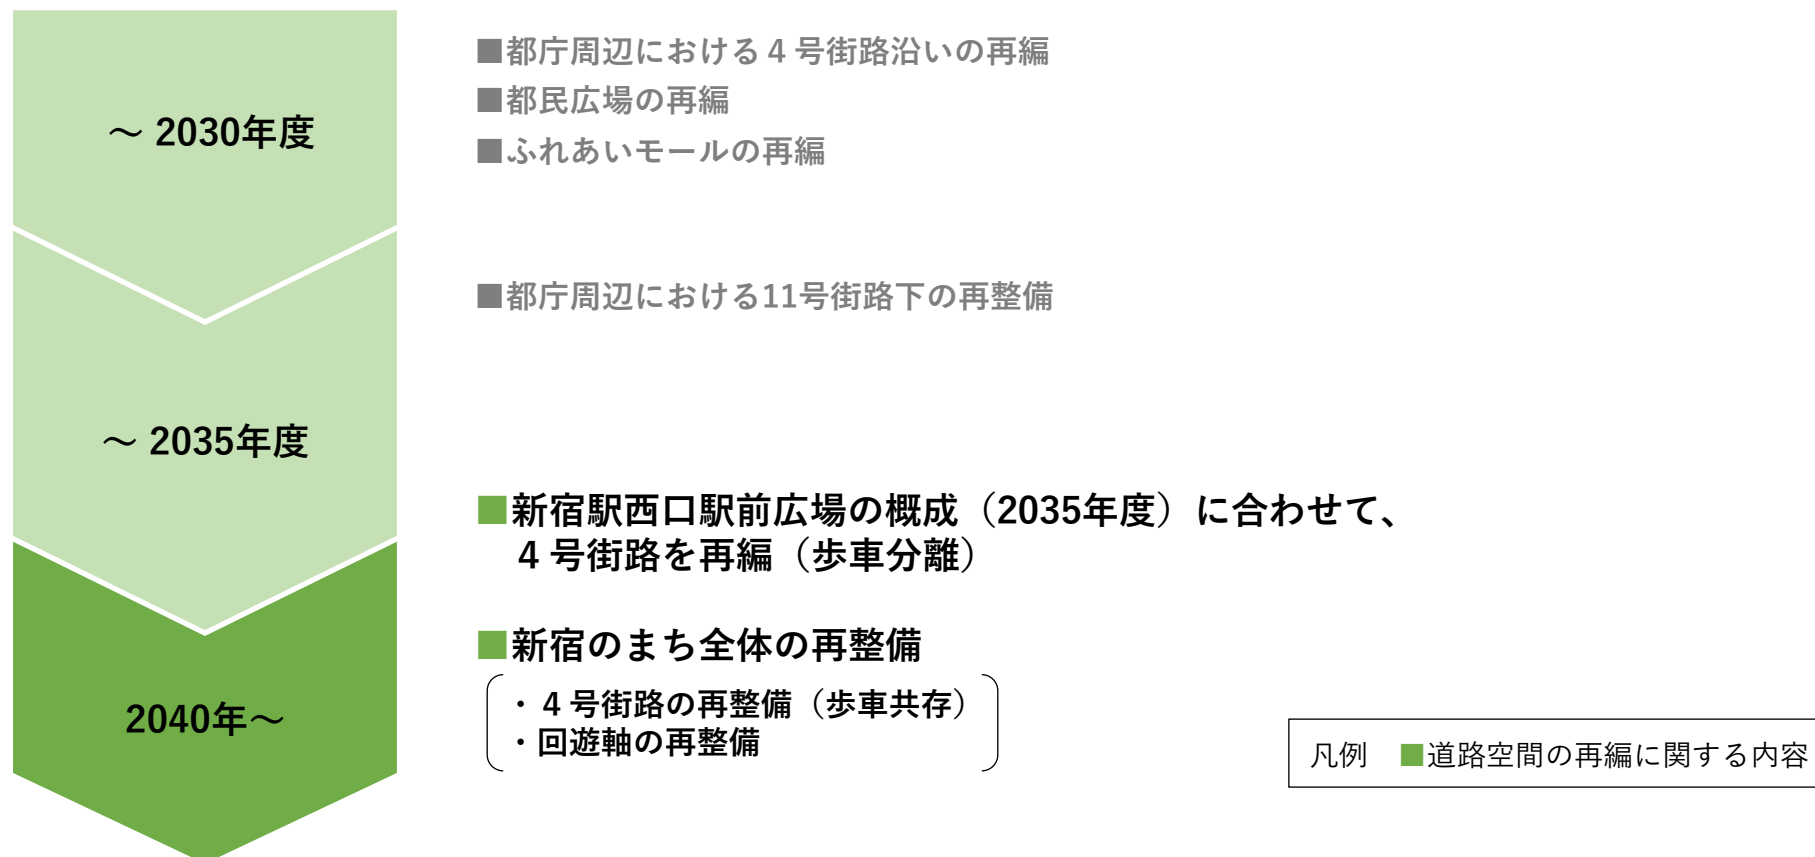 ～ 2030年度
■都庁周辺における４号街路沿いの再編
■都民広場の再編
■ふれあいモールの再編
～ 2035年度
■都庁周辺における11号街路下の再整備
■新宿駅西口駅前広場の概成（2035年度）に合わせて、
４号街路を再編（歩車分離）
2040年～
■新宿のまち全体の再整備
・４号街路の再整備（歩車共存）
・回遊軸の再整備
凡例　■道路空間の再編に関する内容